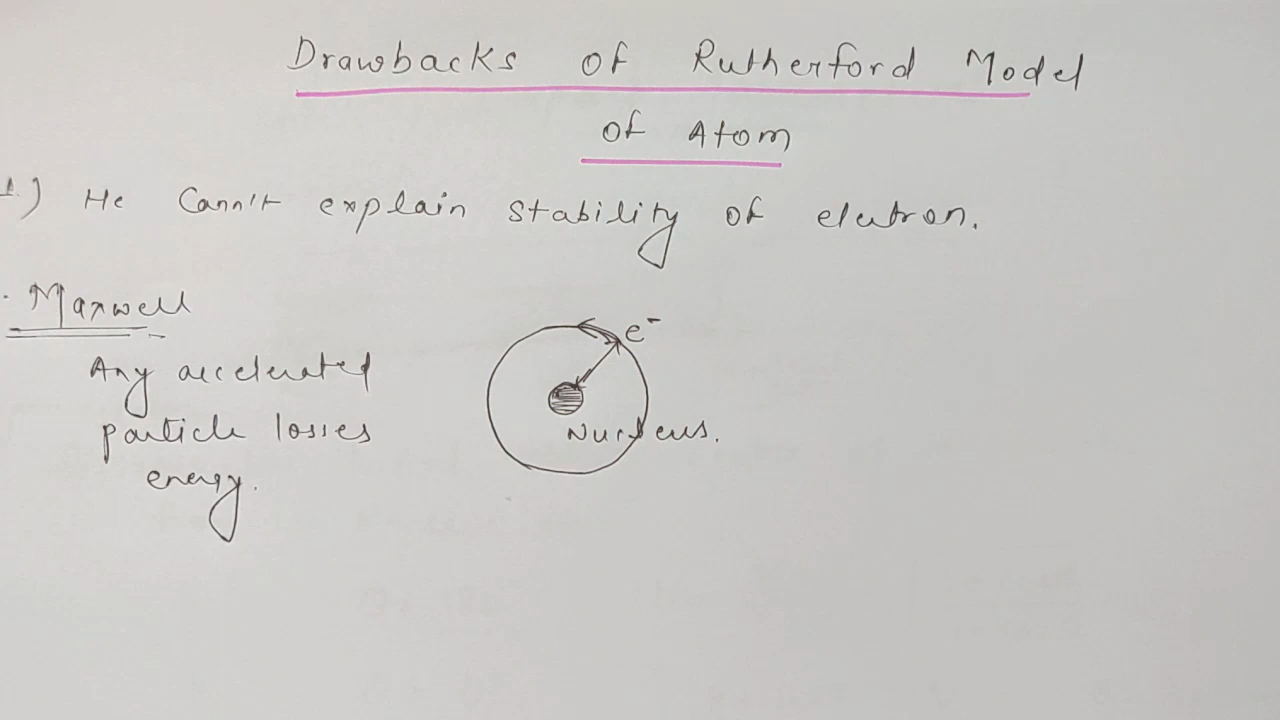 Drawbacks of Rutherford Model
of Atom
1.) He Cann't explain stability of elutron.
. Maxwell
Any accelerated
particle losses
energy.
e⁻
Nucleus.